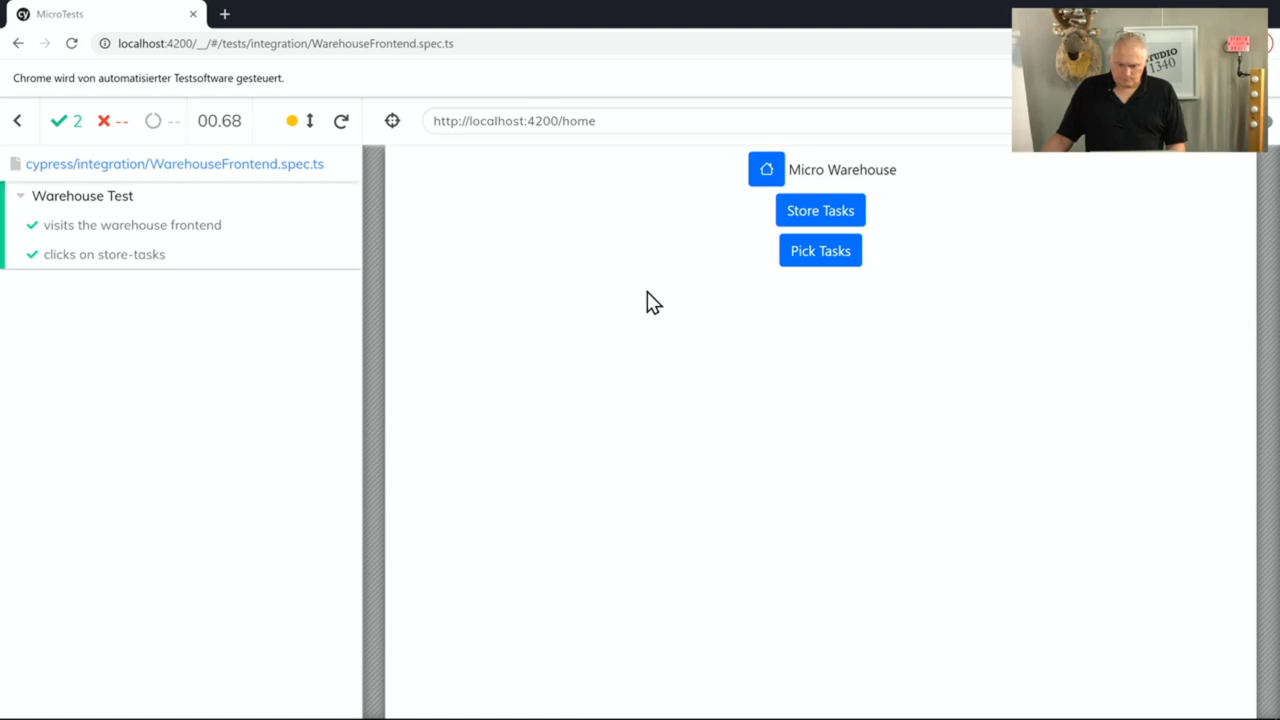 cy MicroTests
localhost:4200/__/#/tests/integration/WarehouseFrontend.spec.ts
Chrome wird von automatisierter Testsoftware gesteuert.
2 -- -- 00.68
http://localhost:4200/home
cypress/integration/WarehouseFrontend.spec.ts
Warehouse Test
visits the warehouse frontend
clicks on store-tasks
Micro Warehouse
Store Tasks
Pick Tasks
STUDIO
1340